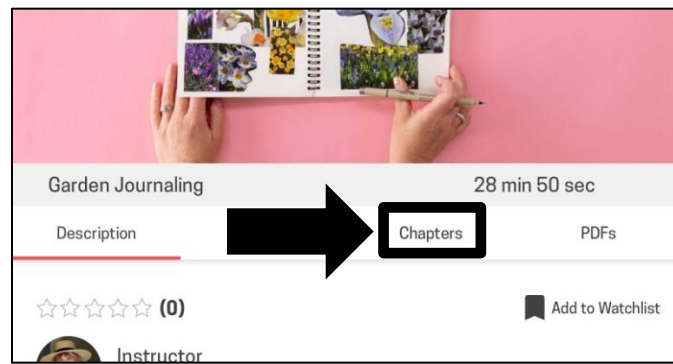 Garden Journaling 28 min 50 sec
Description Chapters PDFs
(0) Add to Watchlist
Instructor